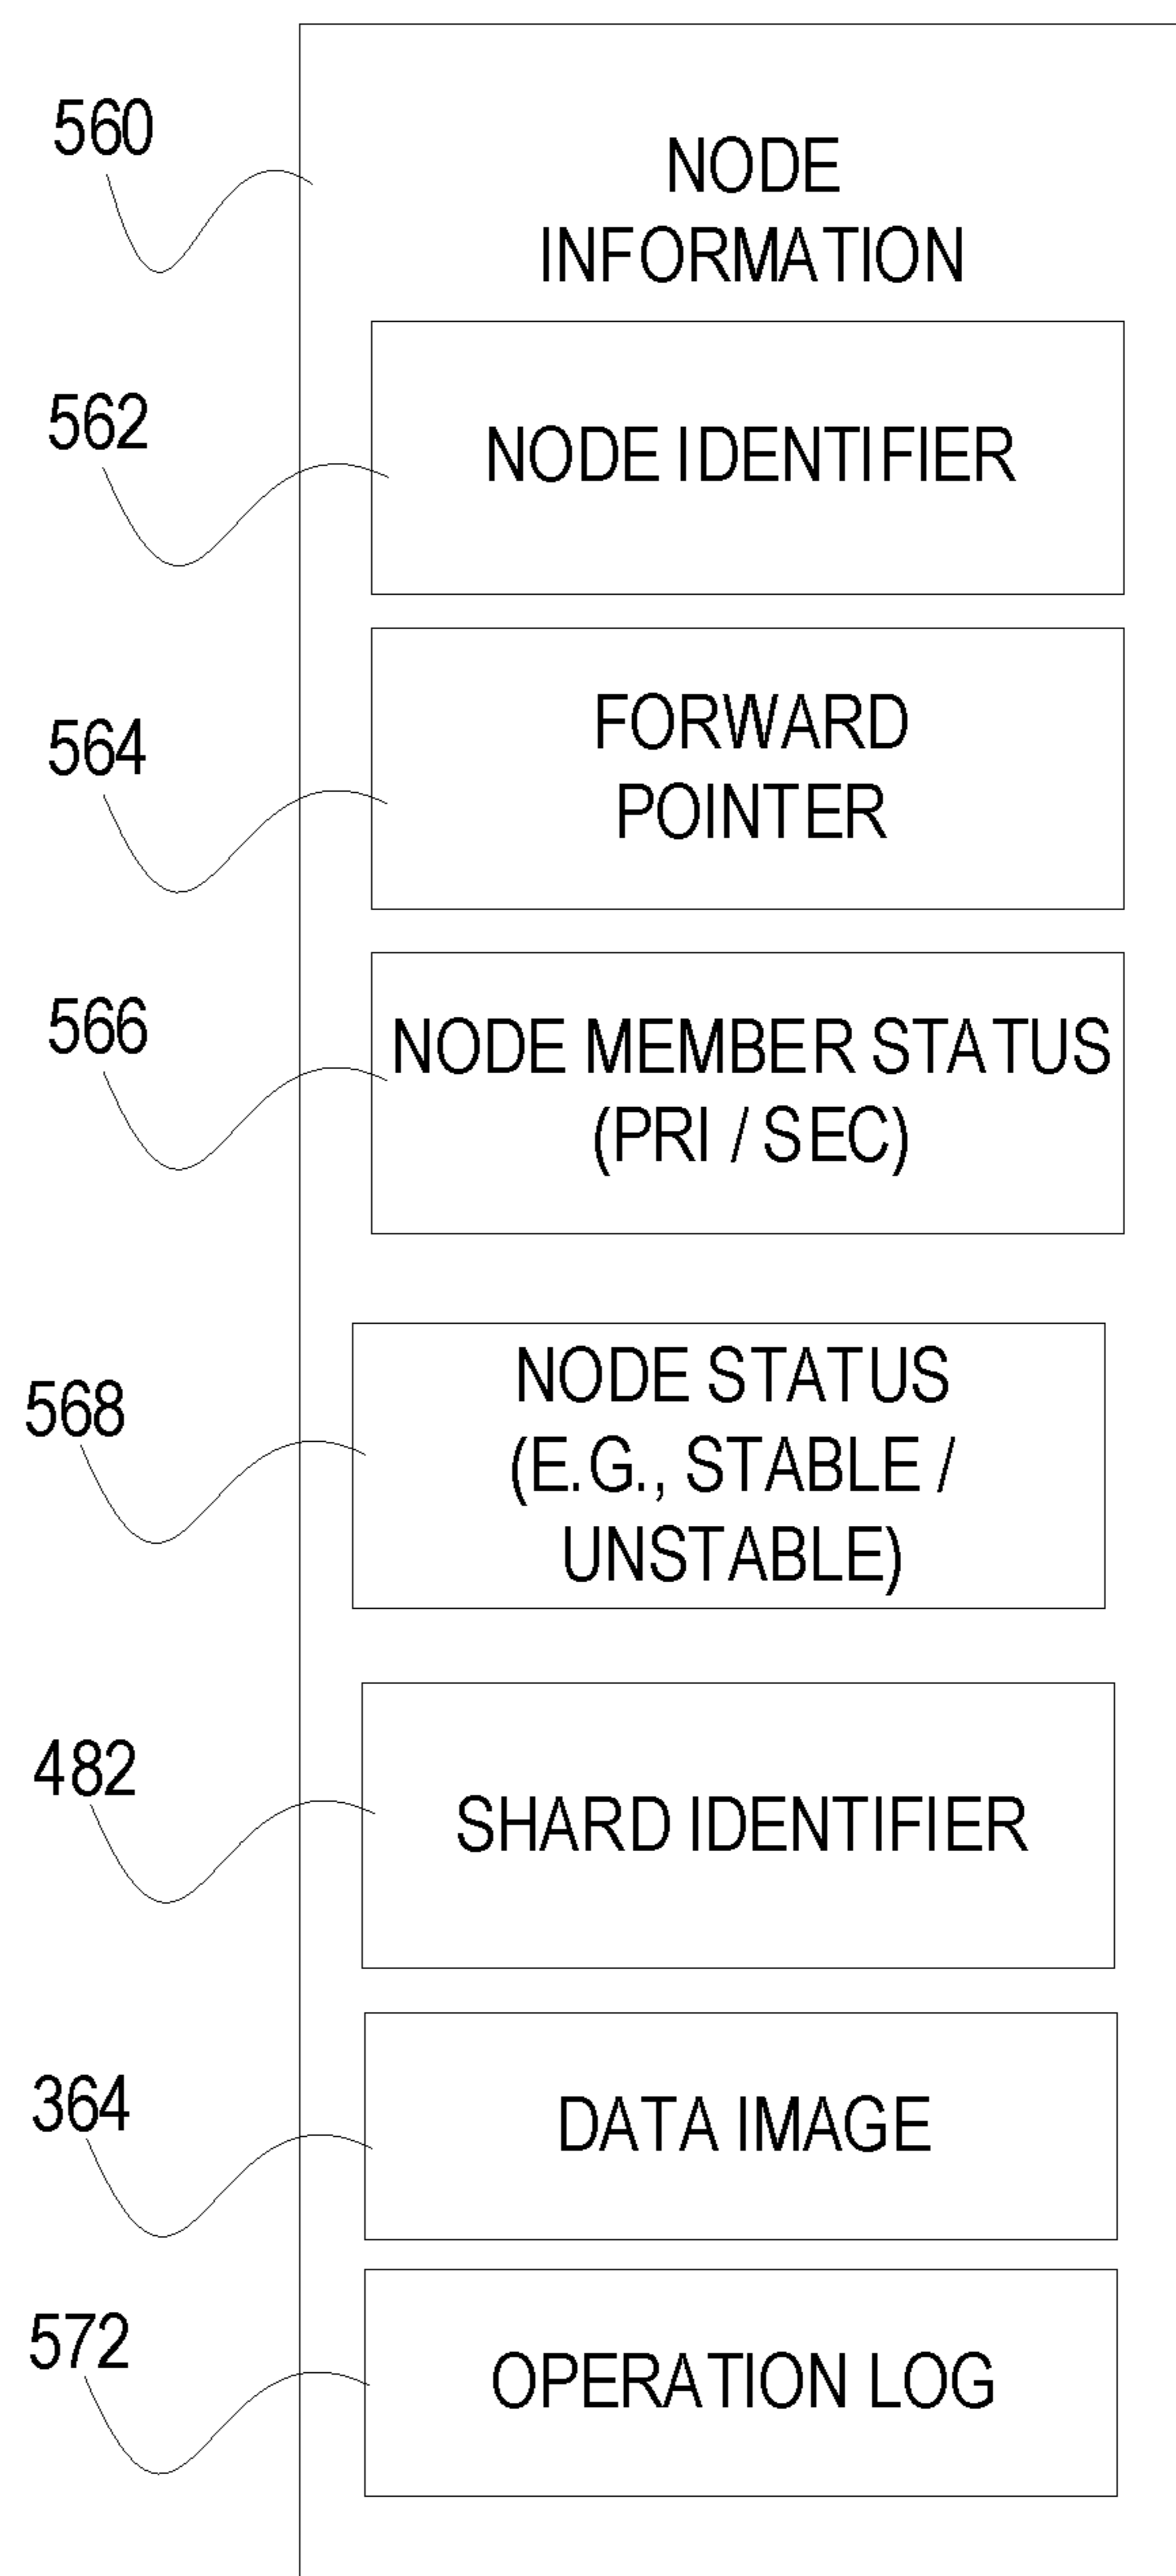 560
NODE
INFORMATION
562
NODE IDENTIFIER
564
FORWARD
POINTER
566
NODE MEMBER STATUS
(PRI / SEC)
568
NODE STATUS
(E.G., STABLE /
UNSTABLE)
482
SHARD IDENTIFIER
364
DATA IMAGE
572
OPERATION LOG